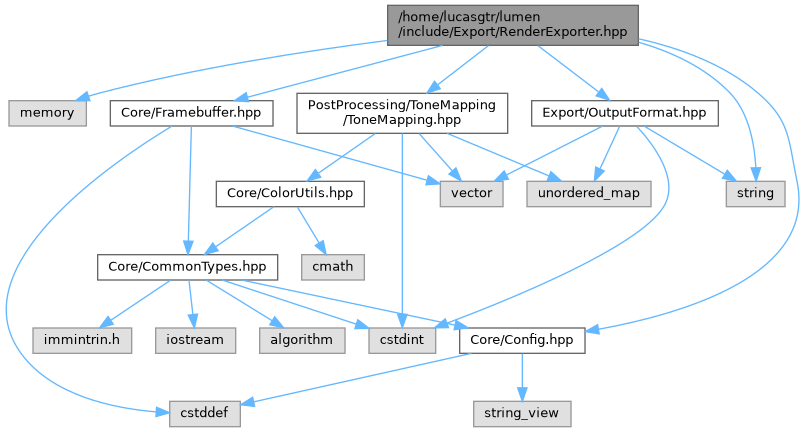 /home/lucasgtr/lumen
/include/Export/RenderExporter.hpp
memory
Core/Framebuffer.hpp
PostProcessing/ToneMapping
/ToneMapping.hpp
Export/OutputFormat.hpp
Core/ColorUtils.hpp
vector
unordered_map
string
Core/CommonTypes.hpp
cmath
immintrin.h
iostream
algorithm
cstdint
Core/Config.hpp
cstddef
string_view